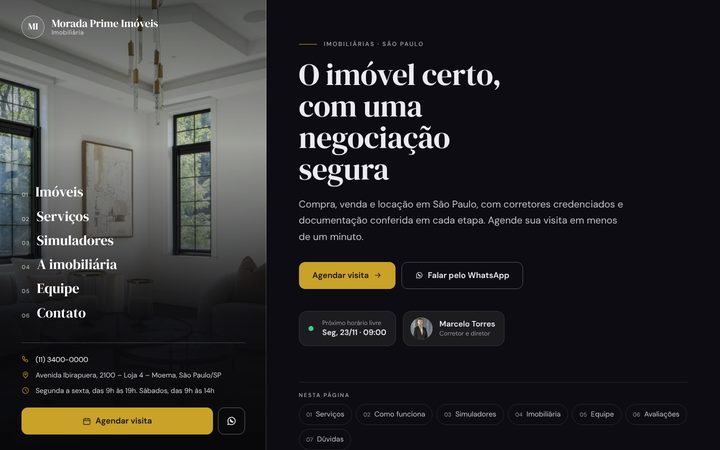 MI
Morada Prime Imóveis
Imobiliária
01 Imóveis
02 Serviços
03 Simuladores
04 A imobiliária
05 Equipe
06 Contato
(11) 3400-0000
Avenida Ibirapuera, 2100 – Loja 4 – Moema, São Paulo/SP
Segunda a sexta, das 9h às 19h. Sábados, das 9h às 14h
Agendar visita
IMOBILIÁRIAS · SÃO PAULO
O imóvel certo,
com uma
negociação
segura
Compra, venda e locação em São Paulo, com corretores credenciados e
documentação conferida em cada etapa. Agende sua visita em menos
de um minuto.
Agendar visita →
Falar pelo WhatsApp
Próximo horário livre
Seg, 23/11 · 09:00
Marcelo Torres
Corretor e diretor
NESTA PÁGINA
01 Serviços
02 Como funciona
03 Simuladores
04 Imobiliária
05 Equipe
06 Avaliações
07 Dúvidas